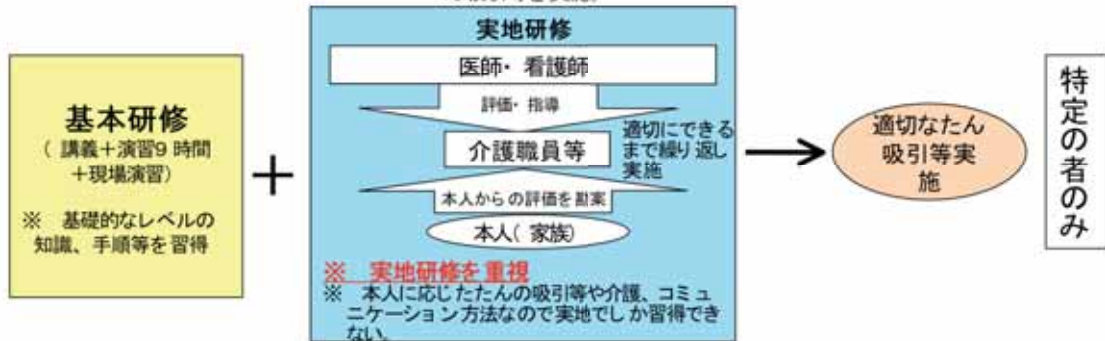 基本研修
(講義+演習9時間
+現場演習)
※ 基礎的なレベルの
知識、手順等を習得
+
実地研修
医師・看護師
評価・指導
介護職員等
適切にできる
まで繰り返し
実施
本人からの評価を勘案
本人(家族)
※ 実地研修を重視
※ 本人に応じたたんの吸引等や介護、コミュ
ニケーション方法なので実地でしか習得でき
ない。
適切なたん
吸引等実
施
特定の者のみ